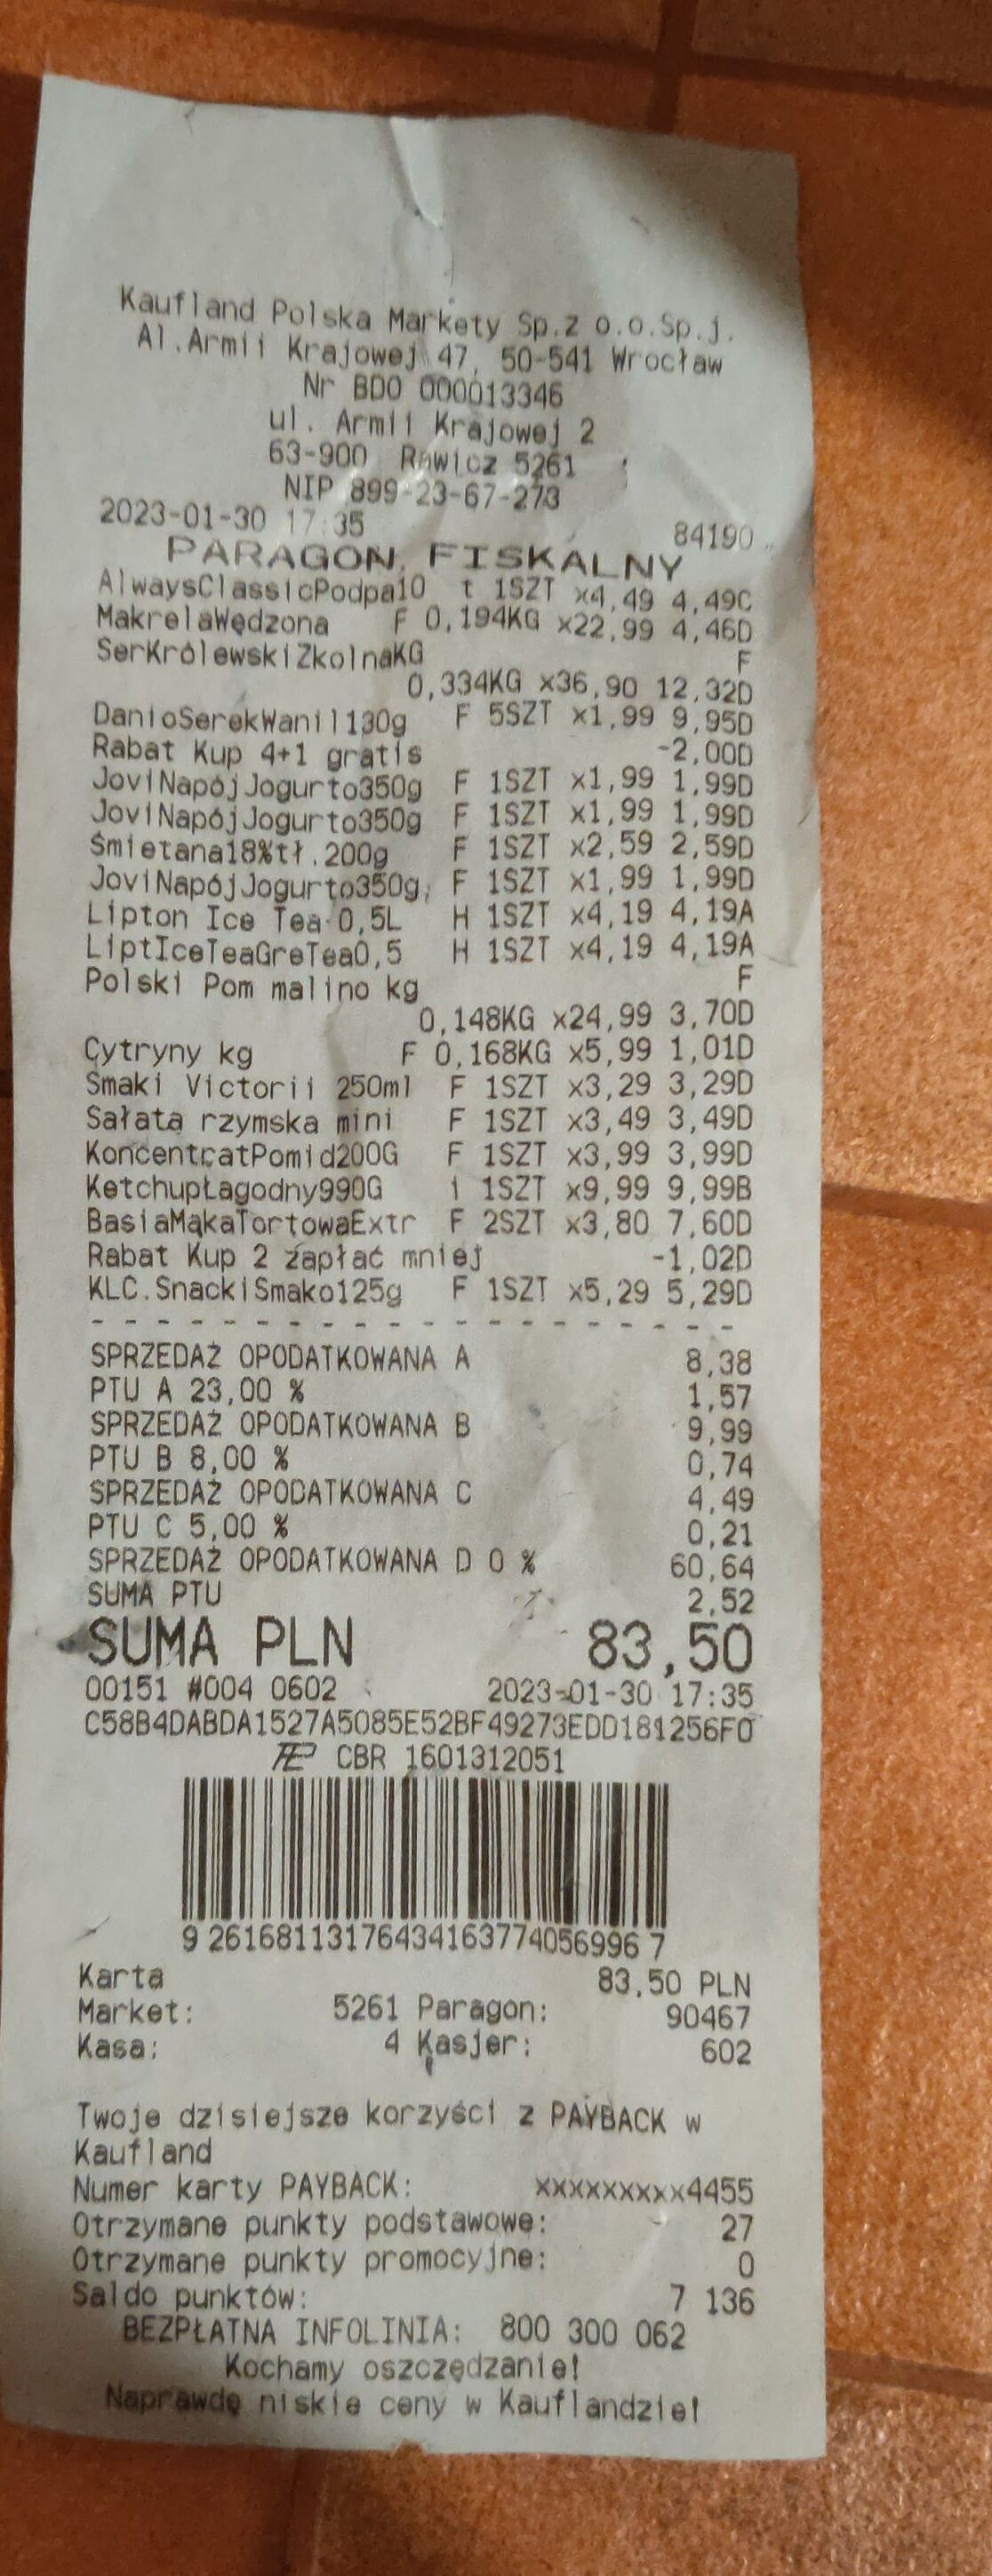 Kaufland Polska Markety Sp.z o.o.Sp.j.
Al.Armii Krajowej 47, 50-541 Wrocław
Nr BDO 000013346
ul. Armii Krajowej 2
63-900 Rawicz 5261
NIP 899-23-67-273
2023-01-30 17:35 84190
PARAGON FISKALNY
AlwaysClassicPodpa10 t 1SZT x4,49 4,49C
MakrelaWędzona F 0,194KG x22,99 4,46D
SerKrólewskiZkolnaKG F
0,334KG x36,90 12,32D
DanioSerekWanil130g F 5SZT x1,99 9,95D
Rabat Kup 4+1 gratis -2,00D
JoviNapójJogurto350g F 1SZT x1,99 1,99D
JoviNapójJogurto350g F 1SZT x1,99 1,99D
Śmietana18%tł.200g F 1SZT x2,59 2,59D
JoviNapójJogurto350g F 1SZT x1,99 1,99D
Lipton Ice Tea 0,5L H 1SZT x4,19 4,19A
LiptIceTeaGreTea0,5 H 1SZT x4,19 4,19A
Polski Pom malino kg F
0,148KG x24,99 3,70D
Cytryny kg F 0,168KG x5,99 1,01D
Smaki Victorii 250ml F 1SZT x3,29 3,29D
Sałata rzymska mini F 1SZT x3,49 3,49D
KoncentratPomid200G F 1SZT x3,99 3,99D
KetchupŁagodny990G i 1SZT x9,99 9,99B
BasiaMąkaTortowaExtr F 2SZT x3,80 7,60D
Rabat Kup 2 zapłać mniej -1,02D
KLC.SnackiSmako125g F 1SZT x5,29 5,29D
- - - - - - - - - - - - - - - - - - - -
SPRZEDAŻ OPODATKOWANA A 8,38
PTU A 23,00 % 1,57
SPRZEDAŻ OPODATKOWANA B 9,99
PTU B 8,00 % 0,74
SPRZEDAŻ OPODATKOWANA C 4,49
PTU C 5,00 % 0,21
SPRZEDAŻ OPODATKOWANA D 0 % 60,64
SUMA PTU 2,52
SUMA PLN 83,50
00151 #004 0602 2023-01-30 17:35
C58B4DABDA1527A5085E52BF49273EDD181256F0
CBR 1601312051
9 2616811317643416377405699 6 7
Karta 83,50 PLN
Market: 5261 Paragon: 90467
Kasa: 4 Kasjer: 602
Twoje dzisiejsze korzyści z PAYBACK w
Kaufland
Numer karty PAYBACK: xxxxxxxxx4455
Otrzymane punkty podstawowe: 27
Otrzymane punkty promocyjne: 0
Saldo punktów: 7 136
BEZPŁATNA INFOLINIA: 800 300 062
Kochamy oszczędzanie!
Naprawdę niskie ceny w Kauflandzie!